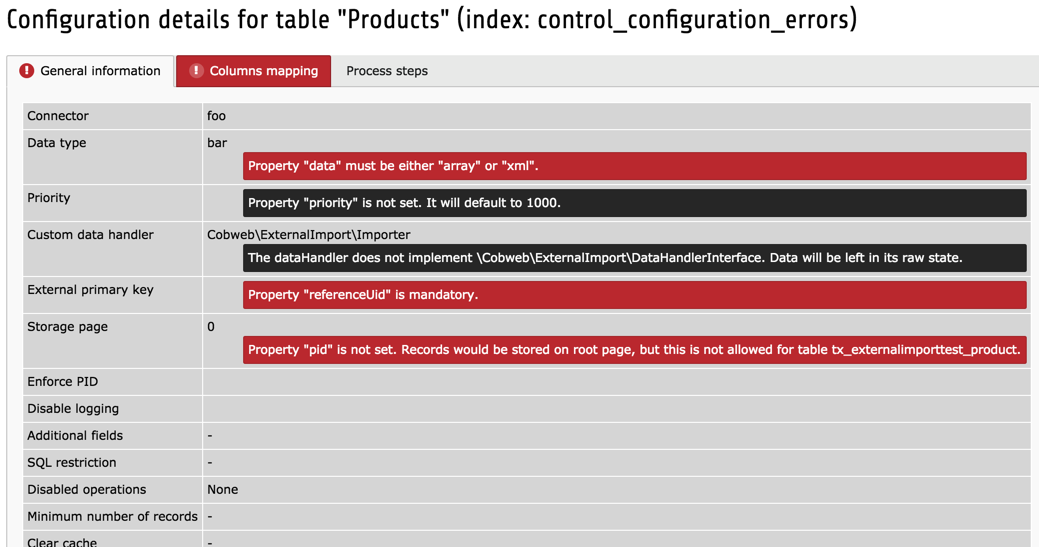 Configuration details for table "Products" (index: control_configuration_errors)
General information Columns mapping Process steps
Connector foo
Data type bar
Property "data" must be either "array" or "xml".
Priority Property "priority" is not set. It will default to 1000.
Custom data handler Cobweb\ExternalImport\Importer
The dataHandler does not implement \Cobweb\ExternalImport\DataHandlerInterface. Data will be left in its raw state.
External primary key Property "referenceUid" is mandatory.
Storage page 0
Property "pid" is not set. Records would be stored on root page, but this is not allowed for table tx_externalimporttest_product.
Enforce PID
Disable logging
Additional fields -
SQL restriction -
Disabled operations None
Minimum number of records -
Clear cache -